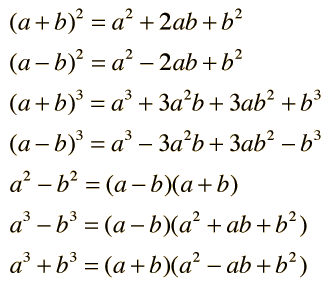 (a + b)² = a² + 2ab + b²
(a − b)² = a² − 2ab + b²
(a + b)³ = a³ + 3a²b + 3ab² + b³
(a − b)³ = a³ − 3a²b + 3ab² − b³
a² − b² = (a − b)(a + b)
a³ − b³ = (a − b)(a² + ab + b²)
a³ + b³ = (a + b)(a² − ab + b²)